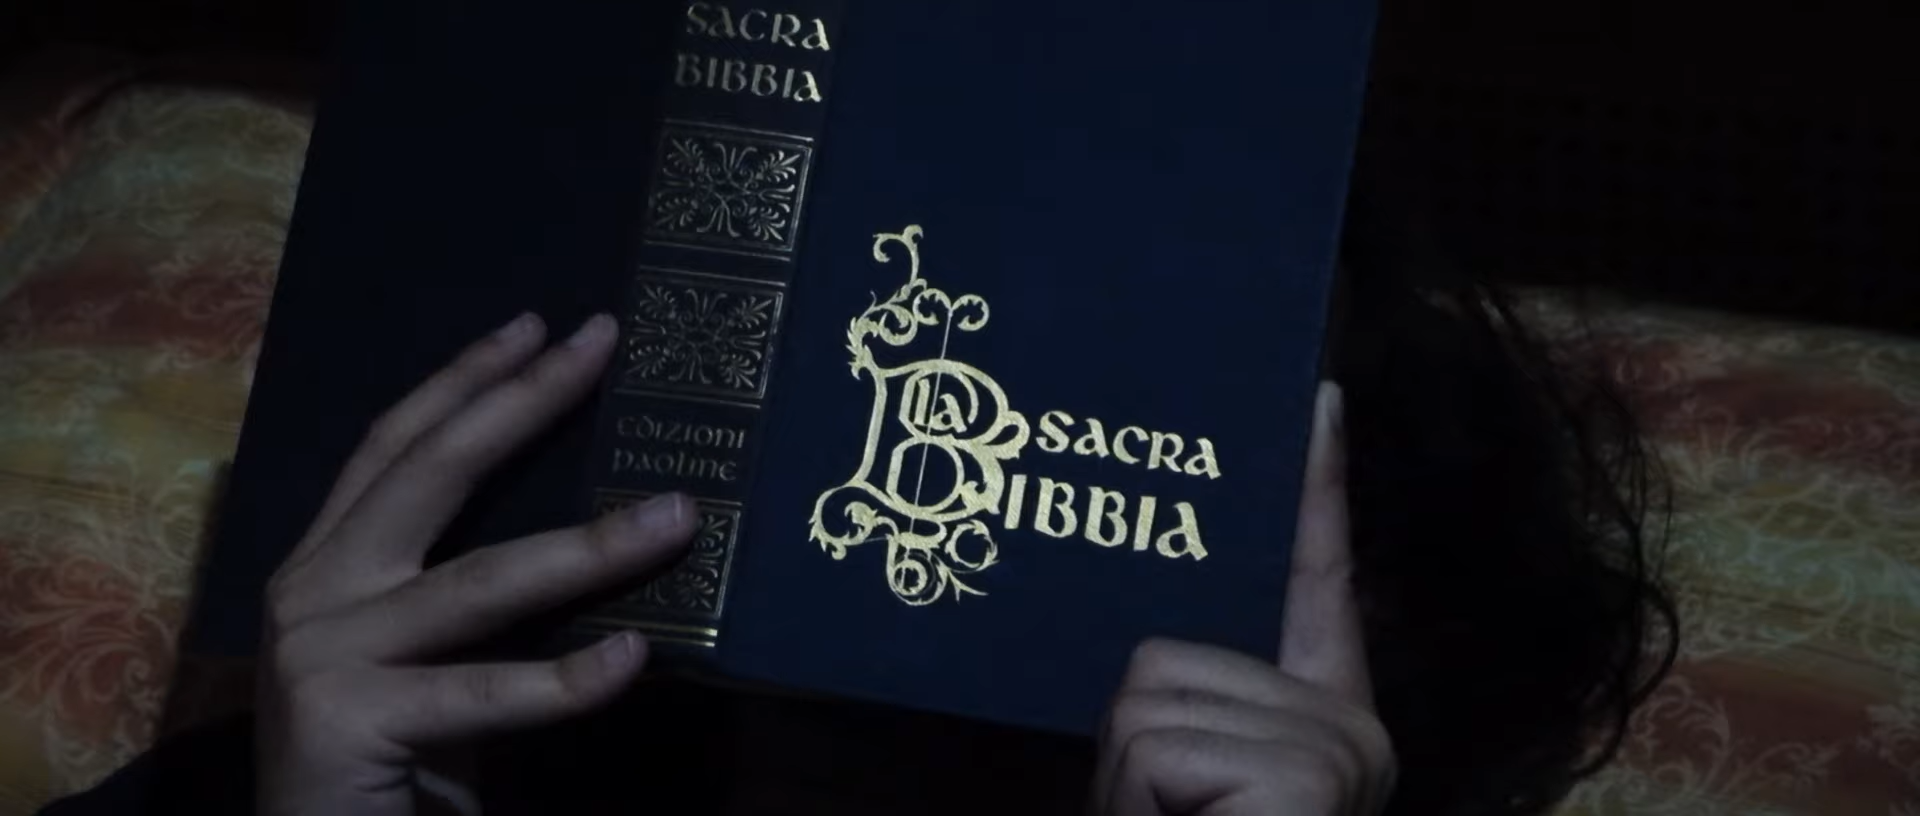 SACRA
BIBBIA
EDIZIONI
PAOLINE
la SACRA
BIBBIA